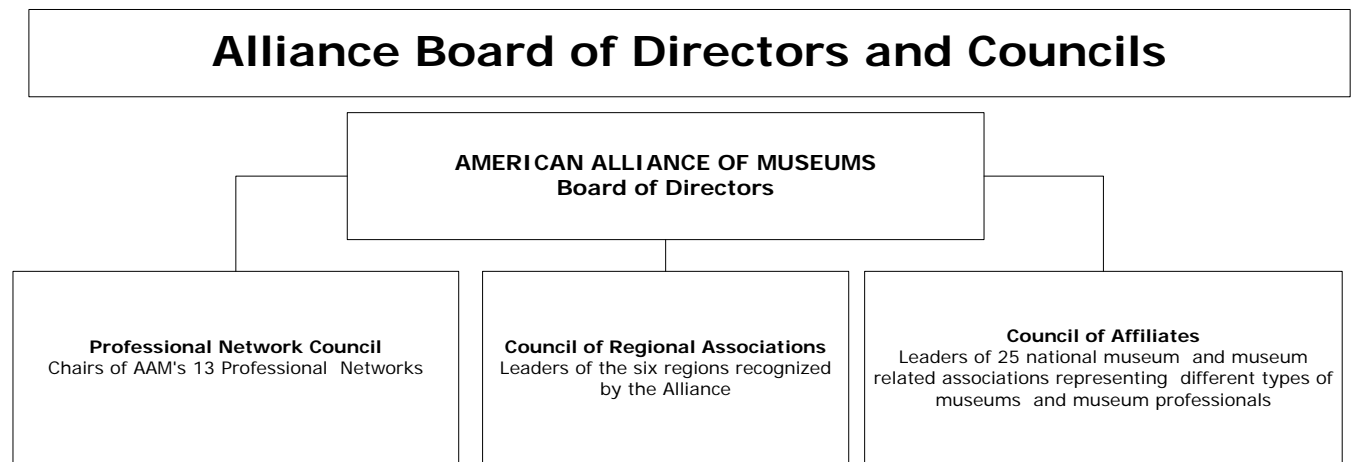 Alliance Board of Directors and Councils
AMERICAN ALLIANCE OF MUSEUMS
Board of Directors
Professional Network Council
Chairs of AAM's 13 Professional Networks
Council of Regional Associations
Leaders of the six regions recognized
by the Alliance
Council of Affiliates
Leaders of 25 national museum and museum
related associations representing different types of
museums and museum professionals